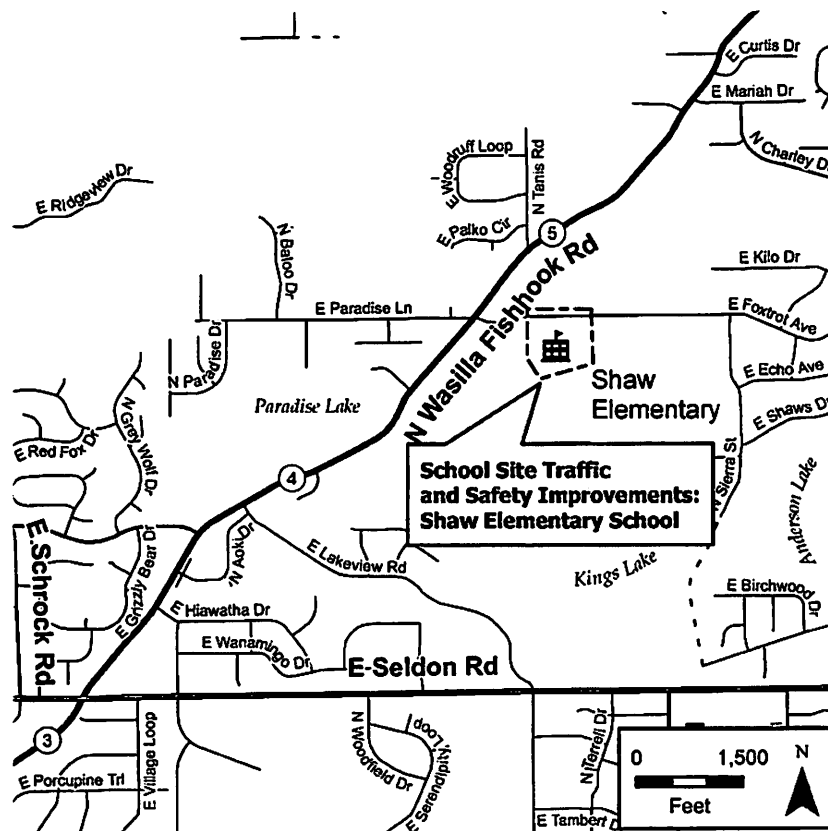 E Curtis Dr
E Mariah Dr
N Charley D
E Woodruff Loop
N Tanis Rd
E Ridgeview Dr
E Palko Cir
N Baloo Dr
5
E Kilo Dr
E Paradise Ln
E Foxtrot Ave
N Wasilla Fishhook Rd
N Paradise Dr
Shaw
Elementary
E Echo Ave
Paradise Lake
E Shaws Dr
N Grey Wolf Dr
E Red Fox Dr
4
School Site Traffic
and Safety Improvements:
Shaw Elementary School
N Sierra St
Anderson Lake
E Schrock Rd
E Grizzly Bear Dr
N Aoki Dr
E Lakeview Rd
Kings Lake
E Birchwood Dr
E Hiawatha Dr
E Wanamingo Dr
E Seldon Rd
3
E Village Loop
N Woodfield Dr
E Serendipity Loop
N Terrell Dr
E Porcupine Trl
E Tambert D
0 1,500
Feet
N